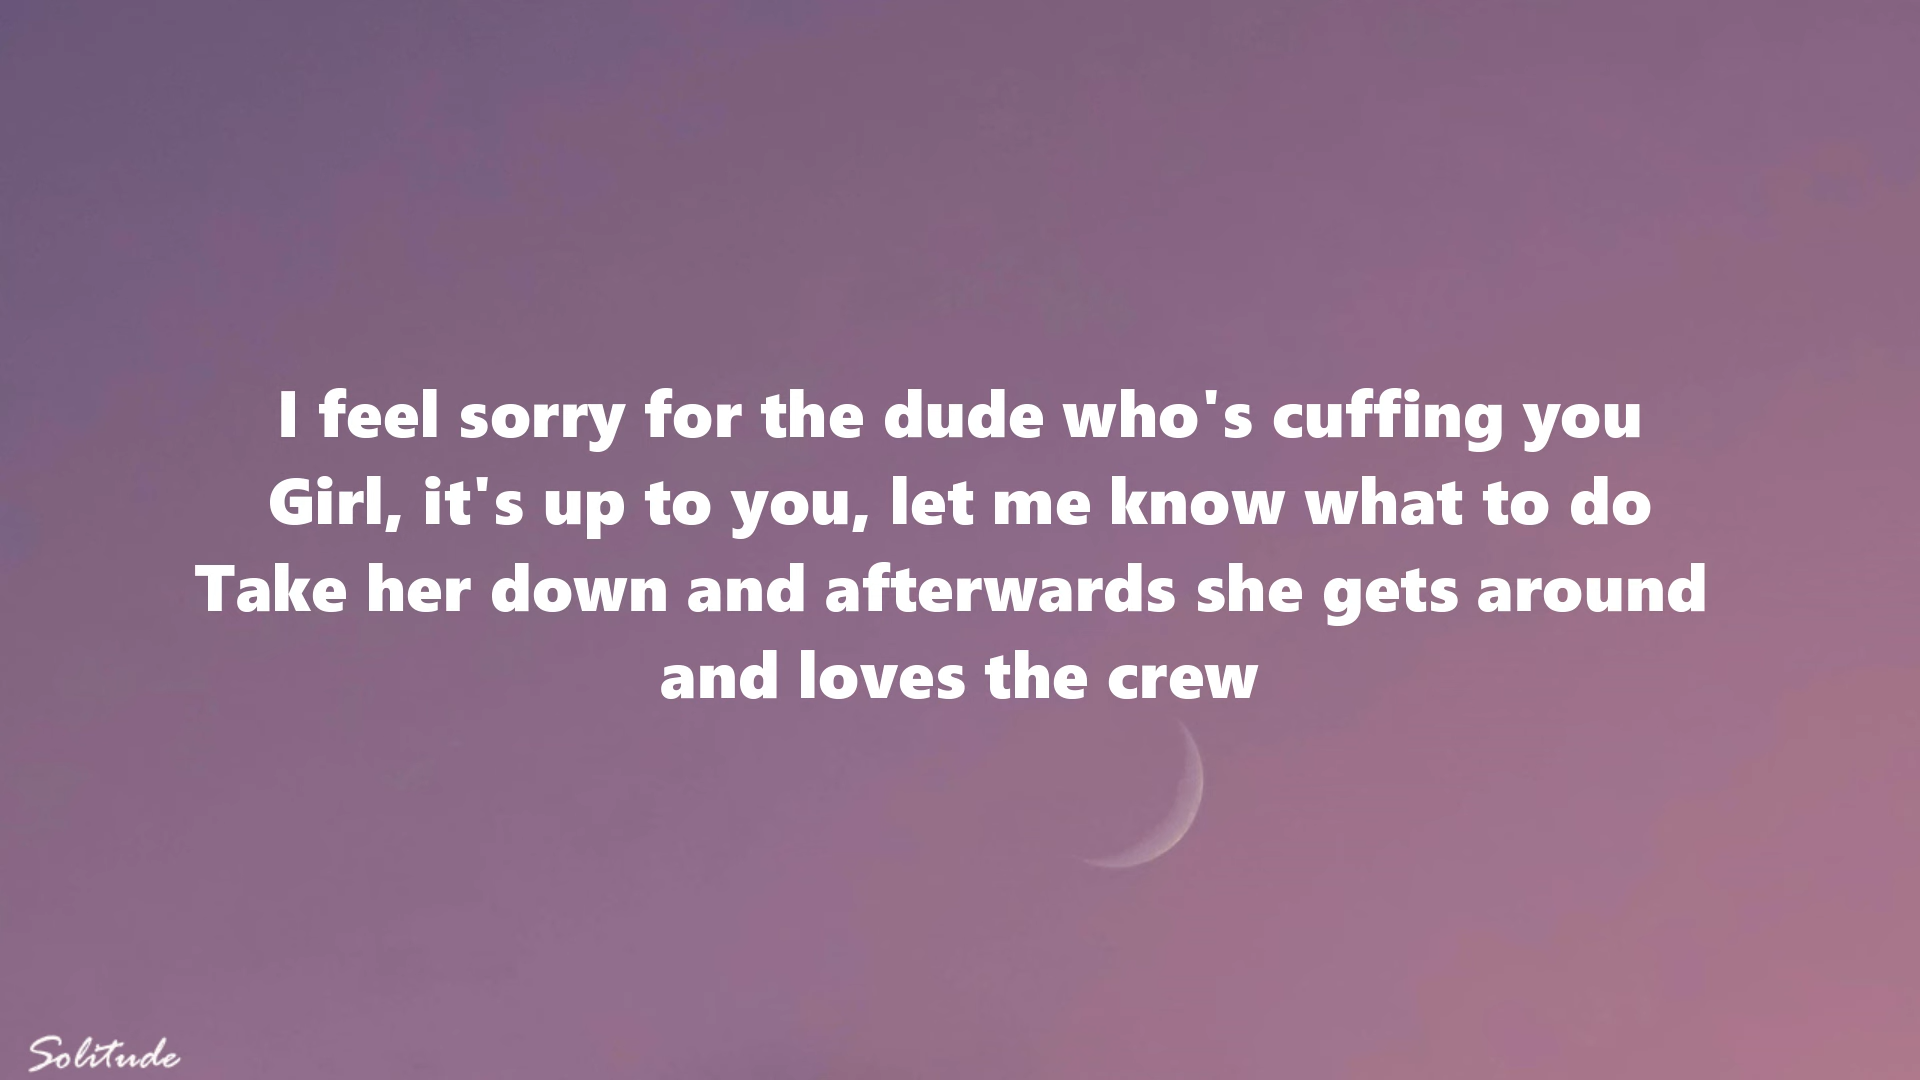 I feel sorry for the dude who's cuffing you
Girl, it's up to you, let me know what to do
Take her down and afterwards she gets around
and loves the crew
Solitude